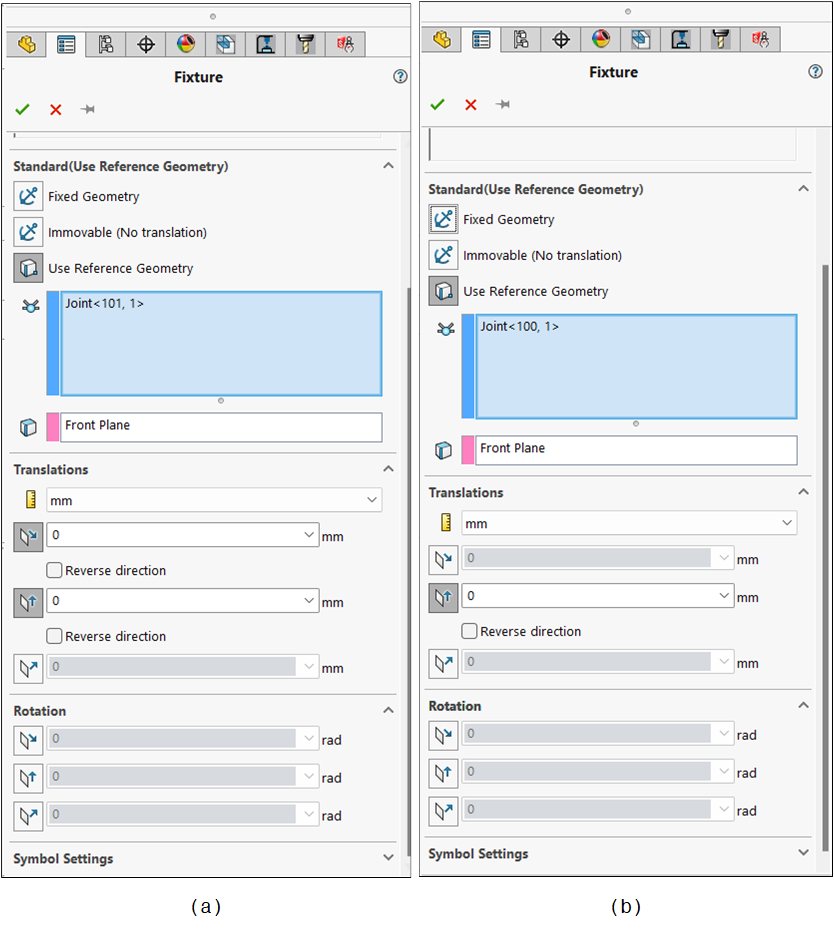 Fixture
Standard(Use Reference Geometry)
Fixed Geometry
Immovable (No translation)
Use Reference Geometry
Joint<101, 1>
Front Plane
Translations
mm
0 mm
Reverse direction
0 mm
Reverse direction
0 mm
Rotation
0 rad
0 rad
0 rad
Symbol Settings
(a)
Fixture
Standard(Use Reference Geometry)
Fixed Geometry
Immovable (No translation)
Use Reference Geometry
Joint<100, 1>
Front Plane
Translations
mm
0 mm
0 mm
Reverse direction
0 mm
Rotation
0 rad
0 rad
0 rad
Symbol Settings
(b)